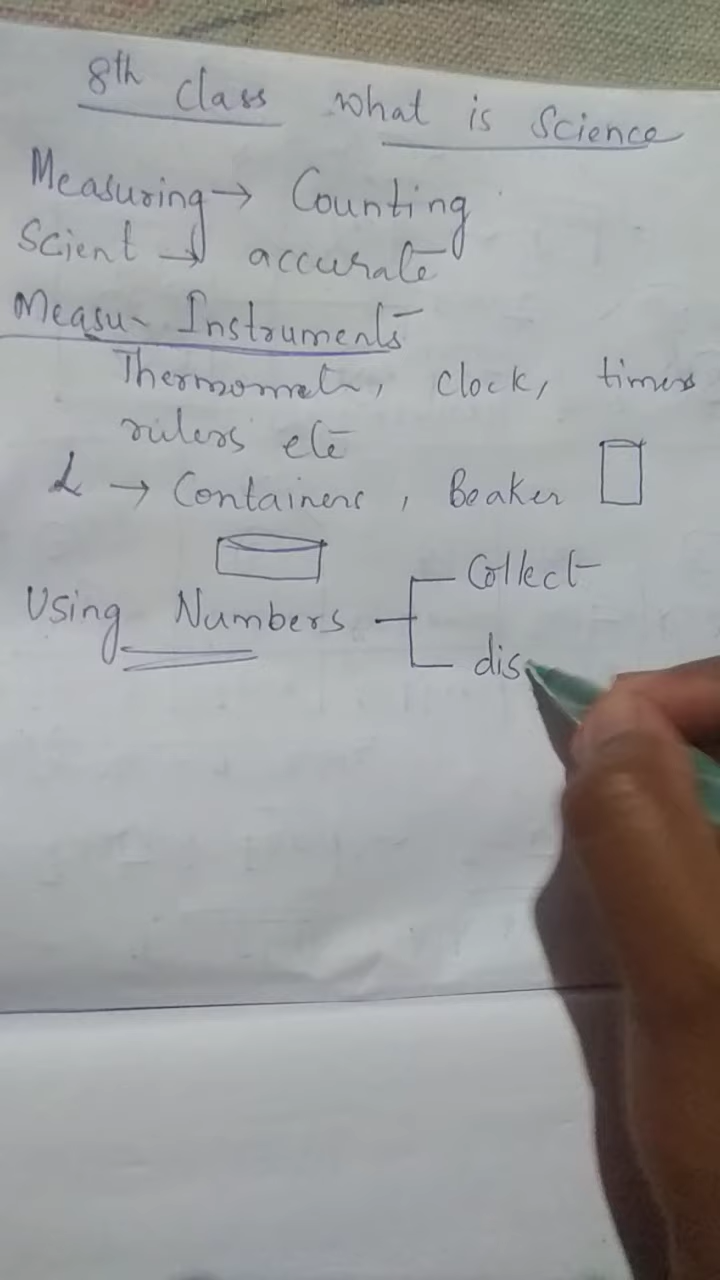 8th class what is Science
Measuring → Counting
Scient → accurate
Measu- Instruments
Thermomet, clock, timers
rulers etc
L → Containers, Beaker
Using Numbers
Collect
dis